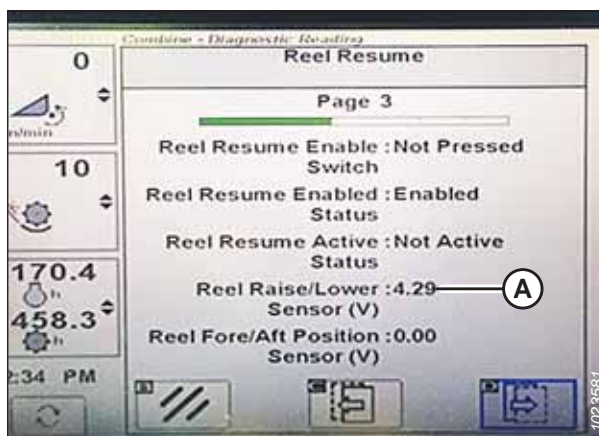 Combine - Diagnostic Reading
Reel Resume
Page 3
Reel Resume Enable :Not Pressed
Switch
Reel Resume Enabled :Enabled
Status
Reel Resume Active :Not Active
Status
Reel Raise/Lower :4.29
Sensor (V)
A
Reel Fore/Aft Position :0.00
Sensor (V)
0
10
170.4
h
458.3
h
2:34 PM
1023581